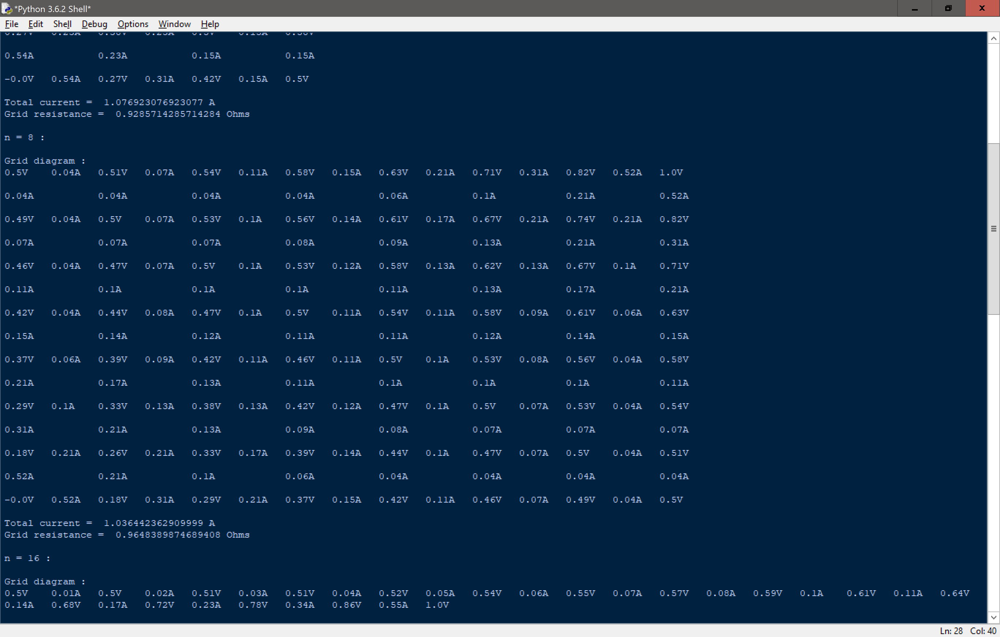 *Python 3.6.2 Shell*
File Edit Shell Debug Options Window Help
0.54A 0.23A 0.15A 0.15A
-0.0V 0.54A 0.27V 0.31A 0.42V 0.15A 0.5V
Total current = 1.076923076923077 A
Grid resistance = 0.9285714285714284 Ohms
n = 8 :
Grid diagram :
0.5V 0.04A 0.51V 0.07A 0.54V 0.11A 0.58V 0.15A 0.63V 0.21A 0.71V 0.31A 0.82V 0.52A 1.0V
0.04A 0.04A 0.04A 0.04A 0.06A 0.1A 0.21A 0.52A
0.49V 0.04A 0.5V 0.07A 0.53V 0.1A 0.56V 0.14A 0.61V 0.17A 0.67V 0.21A 0.74V 0.21A 0.82V
0.07A 0.07A 0.07A 0.08A 0.09A 0.13A 0.21A 0.31A
0.46V 0.04A 0.47V 0.07A 0.5V 0.1A 0.53V 0.12A 0.58V 0.13A 0.62V 0.13A 0.67V 0.1A 0.71V
0.11A 0.1A 0.1A 0.1A 0.11A 0.13A 0.17A 0.21A
0.42V 0.04A 0.44V 0.08A 0.47V 0.1A 0.5V 0.11A 0.54V 0.11A 0.58V 0.09A 0.61V 0.06A 0.63V
0.15A 0.14A 0.12A 0.11A 0.11A 0.12A 0.14A 0.15A
0.37V 0.06A 0.39V 0.09A 0.42V 0.11A 0.46V 0.11A 0.5V 0.1A 0.53V 0.08A 0.56V 0.04A 0.58V
0.21A 0.17A 0.13A 0.11A 0.1A 0.1A 0.1A 0.11A
0.29V 0.1A 0.33V 0.13A 0.38V 0.13A 0.42V 0.12A 0.47V 0.1A 0.5V 0.07A 0.53V 0.04A 0.54V
0.31A 0.21A 0.13A 0.09A 0.08A 0.07A 0.07A 0.07A
0.18V 0.21A 0.26V 0.21A 0.33V 0.17A 0.39V 0.14A 0.44V 0.1A 0.47V 0.07A 0.5V 0.04A 0.51V
0.52A 0.21A 0.1A 0.06A 0.04A 0.04A 0.04A 0.04A
-0.0V 0.52A 0.18V 0.31A 0.29V 0.21A 0.37V 0.15A 0.42V 0.11A 0.46V 0.07A 0.49V 0.04A 0.5V
Total current = 1.036442362909999 A
Grid resistance = 0.9648389874689408 Ohms
n = 16 :
Grid diagram :
0.5V 0.01A 0.5V 0.02A 0.51V 0.03A 0.51V 0.04A 0.52V 0.05A 0.54V 0.06A 0.55V 0.07A 0.57V 0.08A 0.59V 0.1A 0.61V 0.11A 0.64V
0.14A 0.68V 0.17A 0.72V 0.23A 0.78V 0.34A 0.86V 0.55A 1.0V
Ln: 28 Col: 40